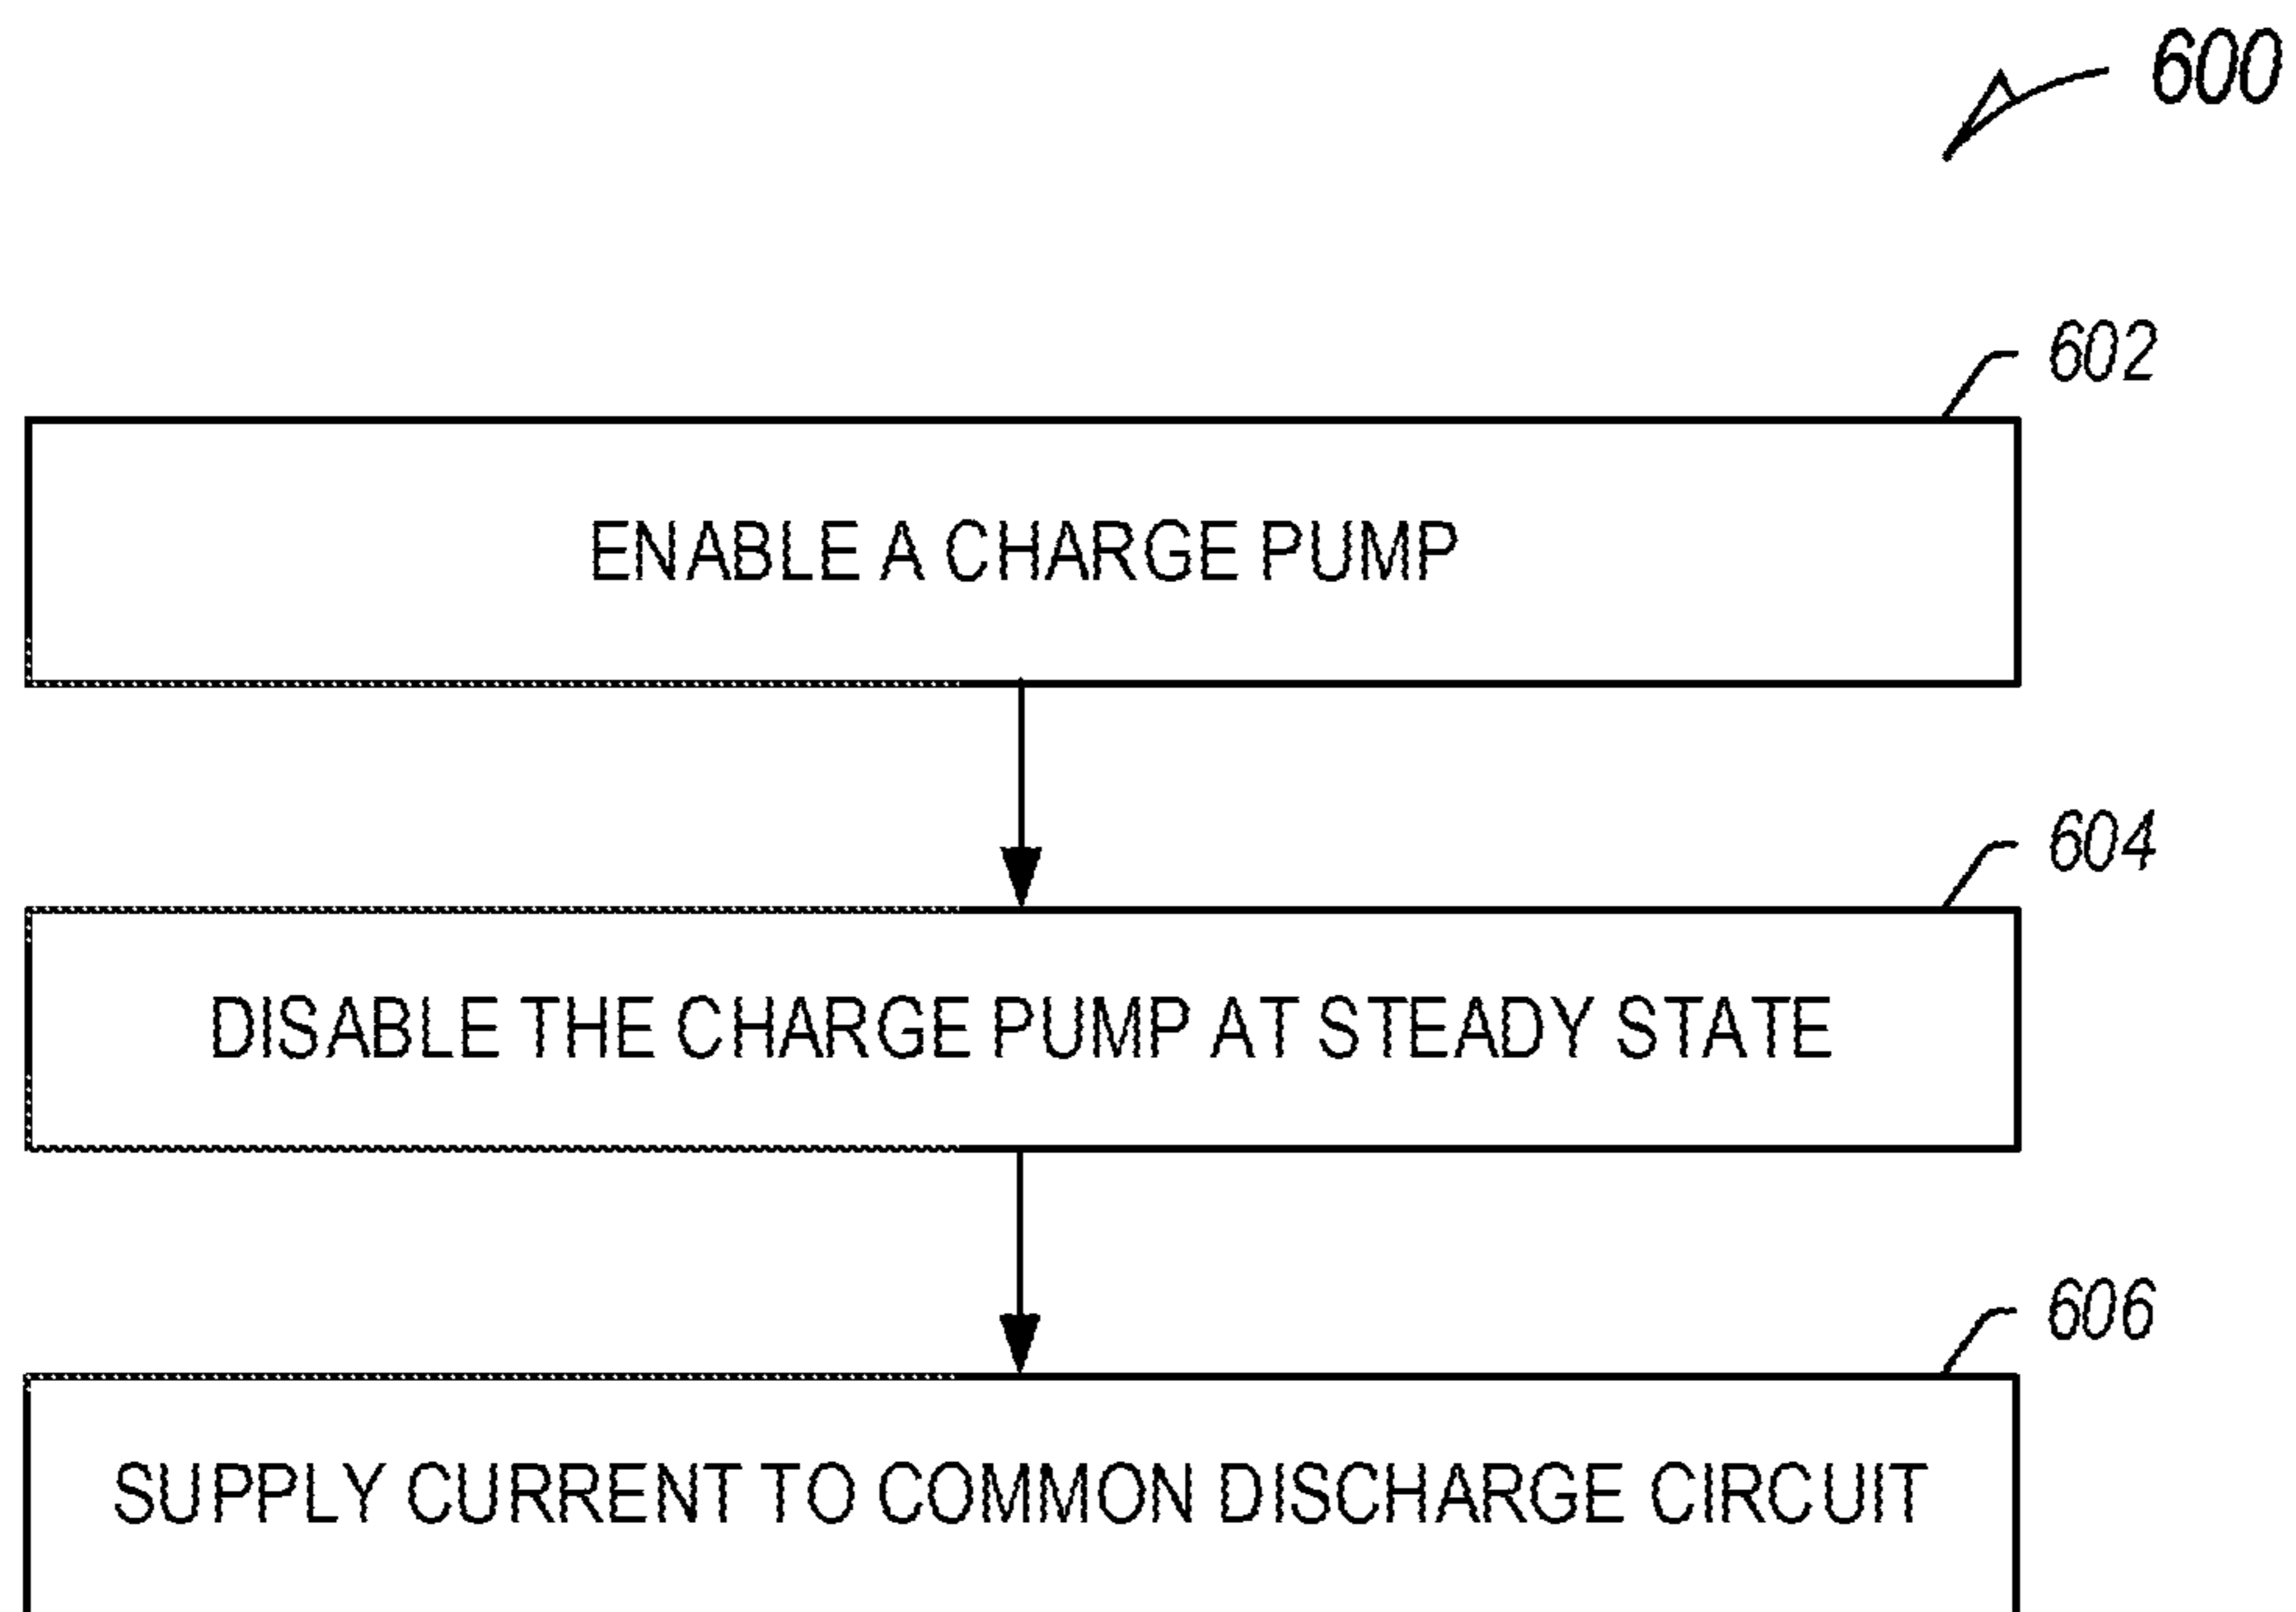 600
602
ENABLE A CHARGE PUMP
604
DISABLE THE CHARGE PUMP AT STEADY STATE
606
SUPPLY CURRENT TO COMMON DISCHARGE CIRCUIT